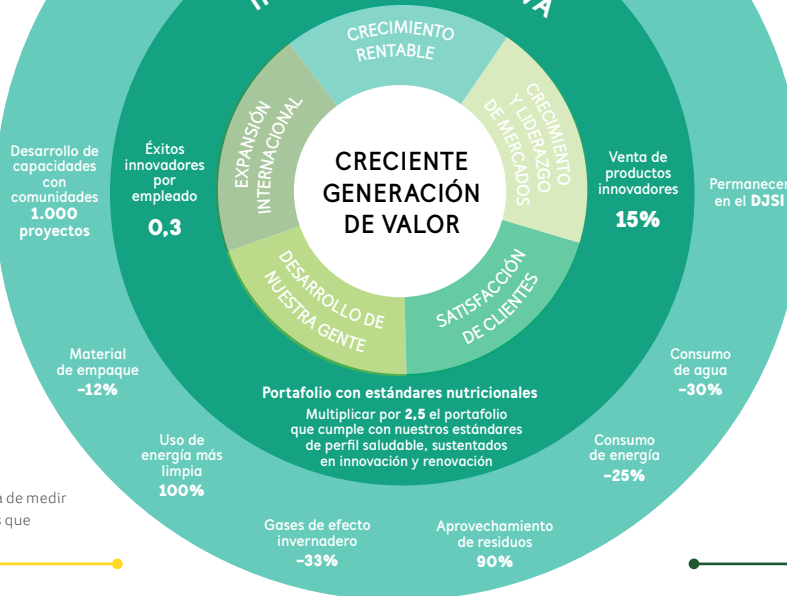 VA
CRECIMIENTO
RENTABLE
EXPANSIÓN
INTERNACIONAL
CRECIMIENTO
Y LIDERAZGO
DE MERCADOS
CRECIENTE
GENERACIÓN
DE VALOR
DESARROLLO DE
NUESTRA GENTE
SATISFACCIÓN
DE CLIENTES
Desarrollo de
capacidades
con
comunidades
1.000
proyectos
Éxitos
innovadores
por
empleado
0,3
Venta de
productos
innovadores
15%
Permanecer
en el DJSI
Portafolio con estándares nutricionales
Multiplicar por 2,5 el portafolio
que cumple con nuestros estándares
de perfil saludable, sustentados
en innovación y renovación
Material
de empaque
-12%
Uso de
energía más
limpia
100%
Gases de efecto
invernadero
-33%
Aprovechamiento
de residuos
90%
Consumo
de energía
-25%
Consumo
de agua
-30%
a de medir
s que